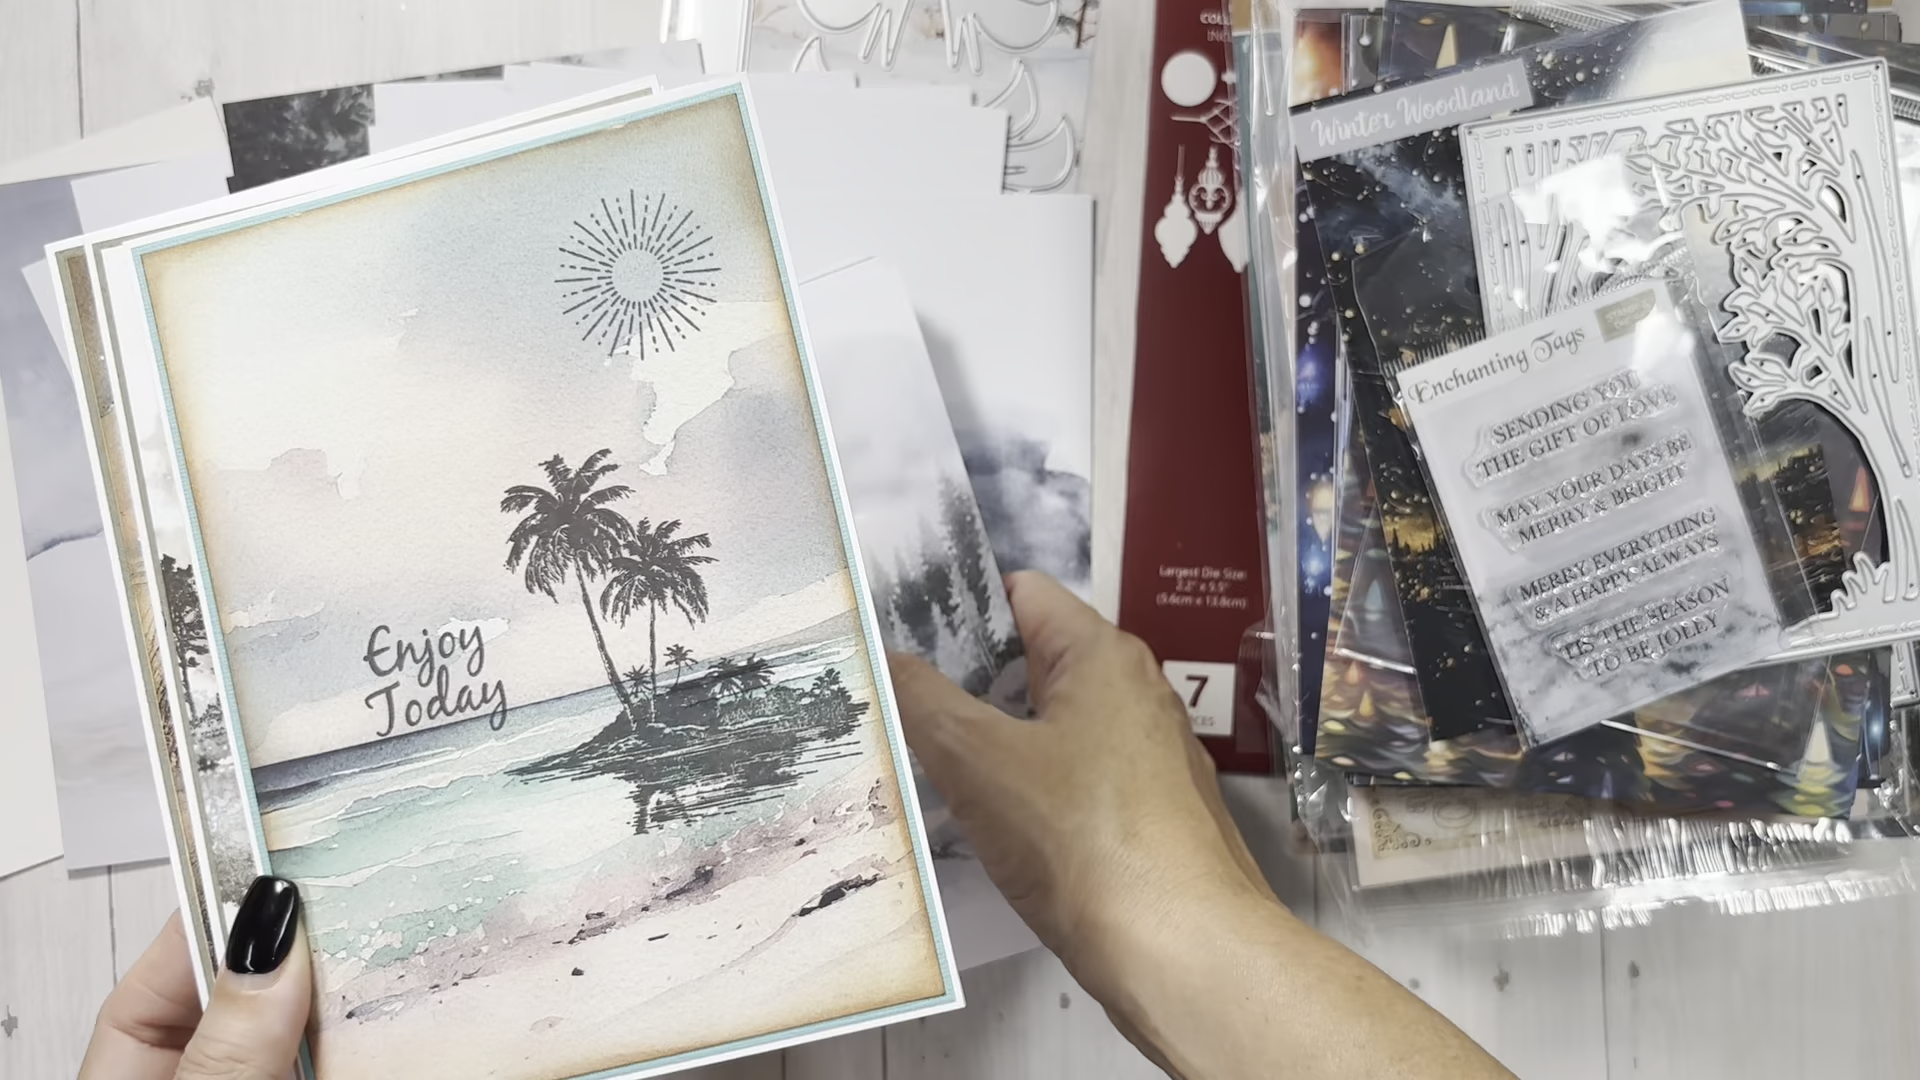 Enjoy
Today
Largest Die Size:
2.2" x 5.5"
(5.6cm x 13.8cm)
7
Winter Woodland
Enchanting Tags
SENDING YOU
THE GIFT OF LOVE
MAY YOUR DAYS BE
MERRY & BRIGHT
MERRY EVERYTHING
& A HAPPY ALWAYS
'TIS THE SEASON
TO BE JOLLY